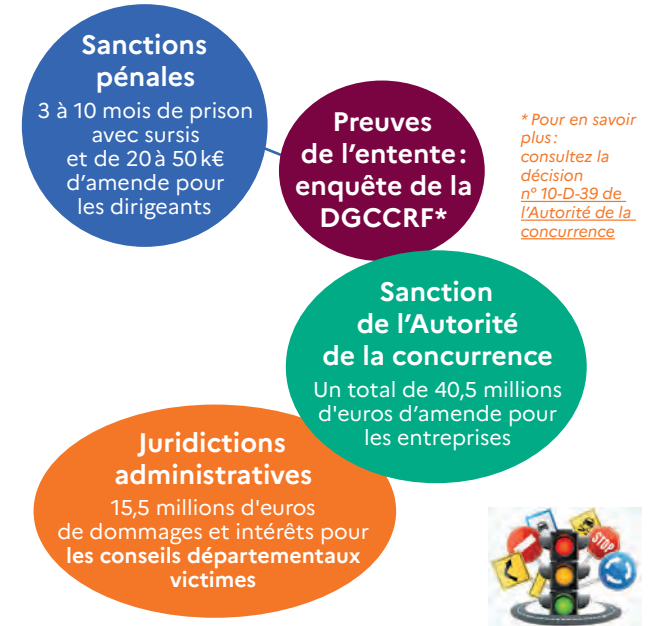 Sanctions
pénales
3 à 10 mois de prison
avec sursis
et de 20 à 50 k€
d'amende pour
les dirigeants
Preuves
de l'entente :
enquête de la
DGCCRF*
* Pour en savoir
plus :
consultez la
décision
n° 10-D-39 de
l'Autorité de la
concurrence
Sanction
de l'Autorité
de la concurrence
Un total de 40,5 millions
d'euros d'amende pour
les entreprises
Juridictions
administratives
15,5 millions d'euros
de dommages et intérêts pour
les conseils départementaux
victimes
STOP